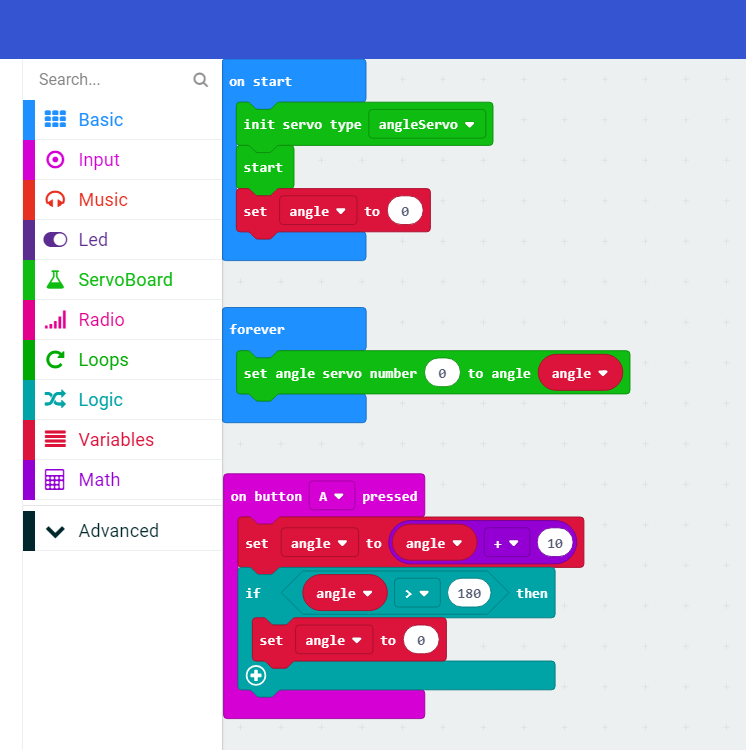 Search...
Basic
Input
Music
Led
ServoBoard
Radio
Loops
Logic
Variables
Math
Advanced
on start
init servo type angleServo
start
set angle to 0
forever
set angle servo number 0 to angle angle
on button A pressed
set angle to angle + 10
if angle > 180 then
set angle to 0